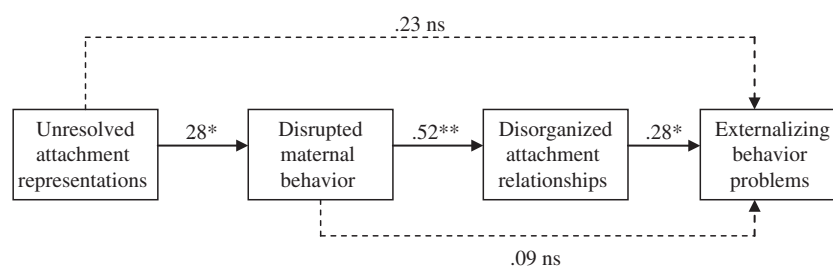 .23 ns
Unresolved
attachment
representations
28*
Disrupted
maternal
behavior
.52**
Disorganized
attachment
relationships
.28*
Externalizing
behavior
problems
.09 ns